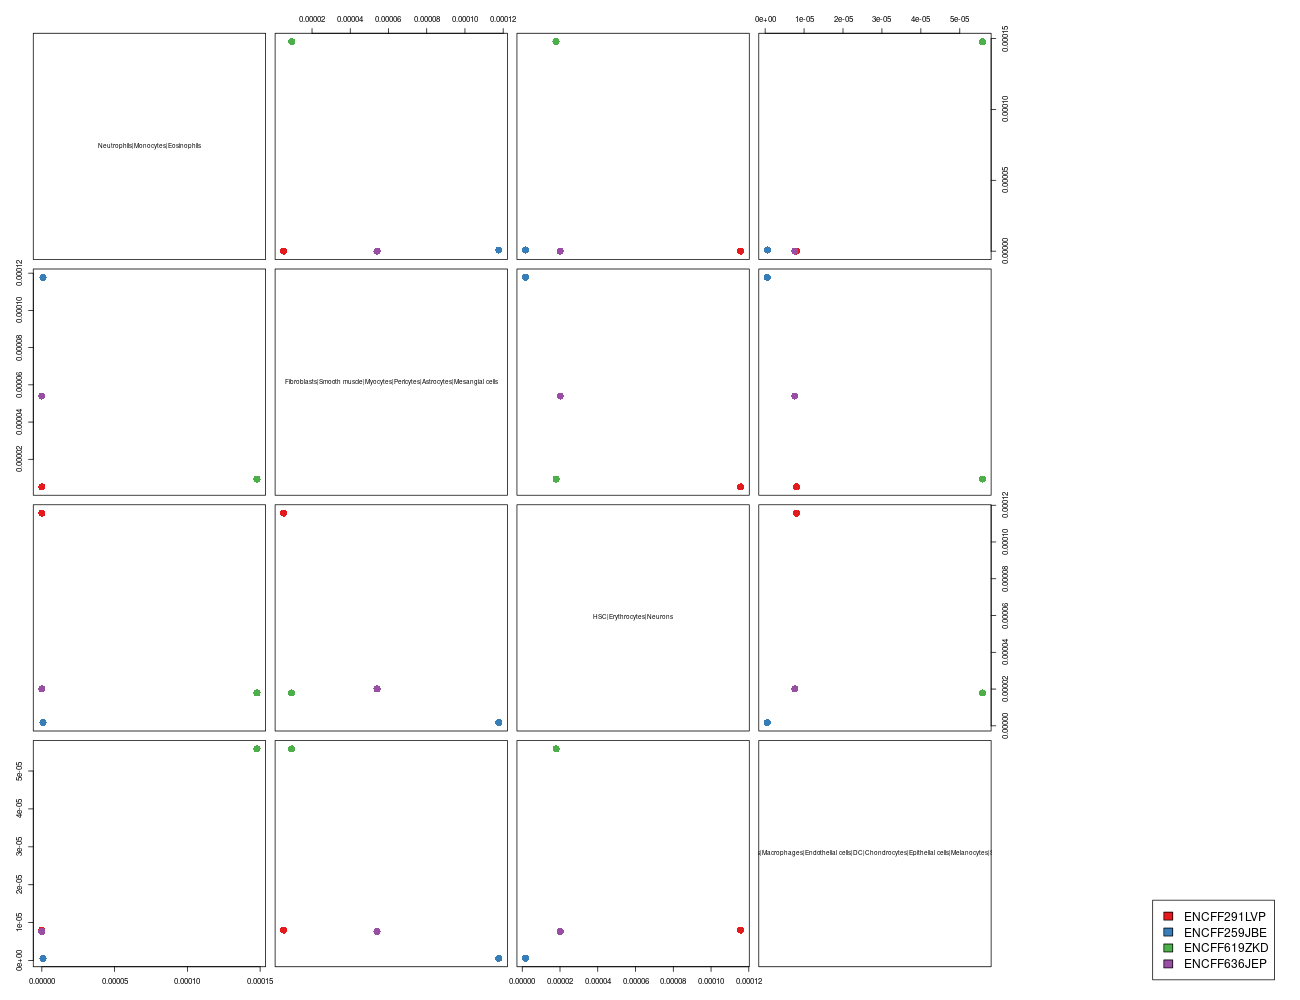 0.00002 0.00004 0.00006 0.00008 0.00010 0.00012
0e+00 1e-05 2e-05 3e-05 4e-05 5e-05
Neutrophils|Monocytes|Eosinophils
0.00000 0.00005 0.00010 0.00015
0.00002 0.00004 0.00006 0.00008 0.00010 0.00012
Fibroblasts|Smooth muscle|Myocytes|Pericytes|Astrocytes|Mesangial cells
HSC|Erythrocytes|Neurons
0.00000 0.00002 0.00004 0.00006 0.00008 0.00010 0.00012
0e+00 1e-05 2e-05 3e-05 4e-05 5e-05
|Macrophages|Endothelial cells|DC|Chondrocytes|Epithelial cells|Melanocytes|
0.00000 0.00005 0.00010 0.00015
0.00000 0.00002 0.00004 0.00006 0.00008 0.00010 0.00012
ENCFF291LVP
ENCFF259JBE
ENCFF619ZKD
ENCFF636JEP